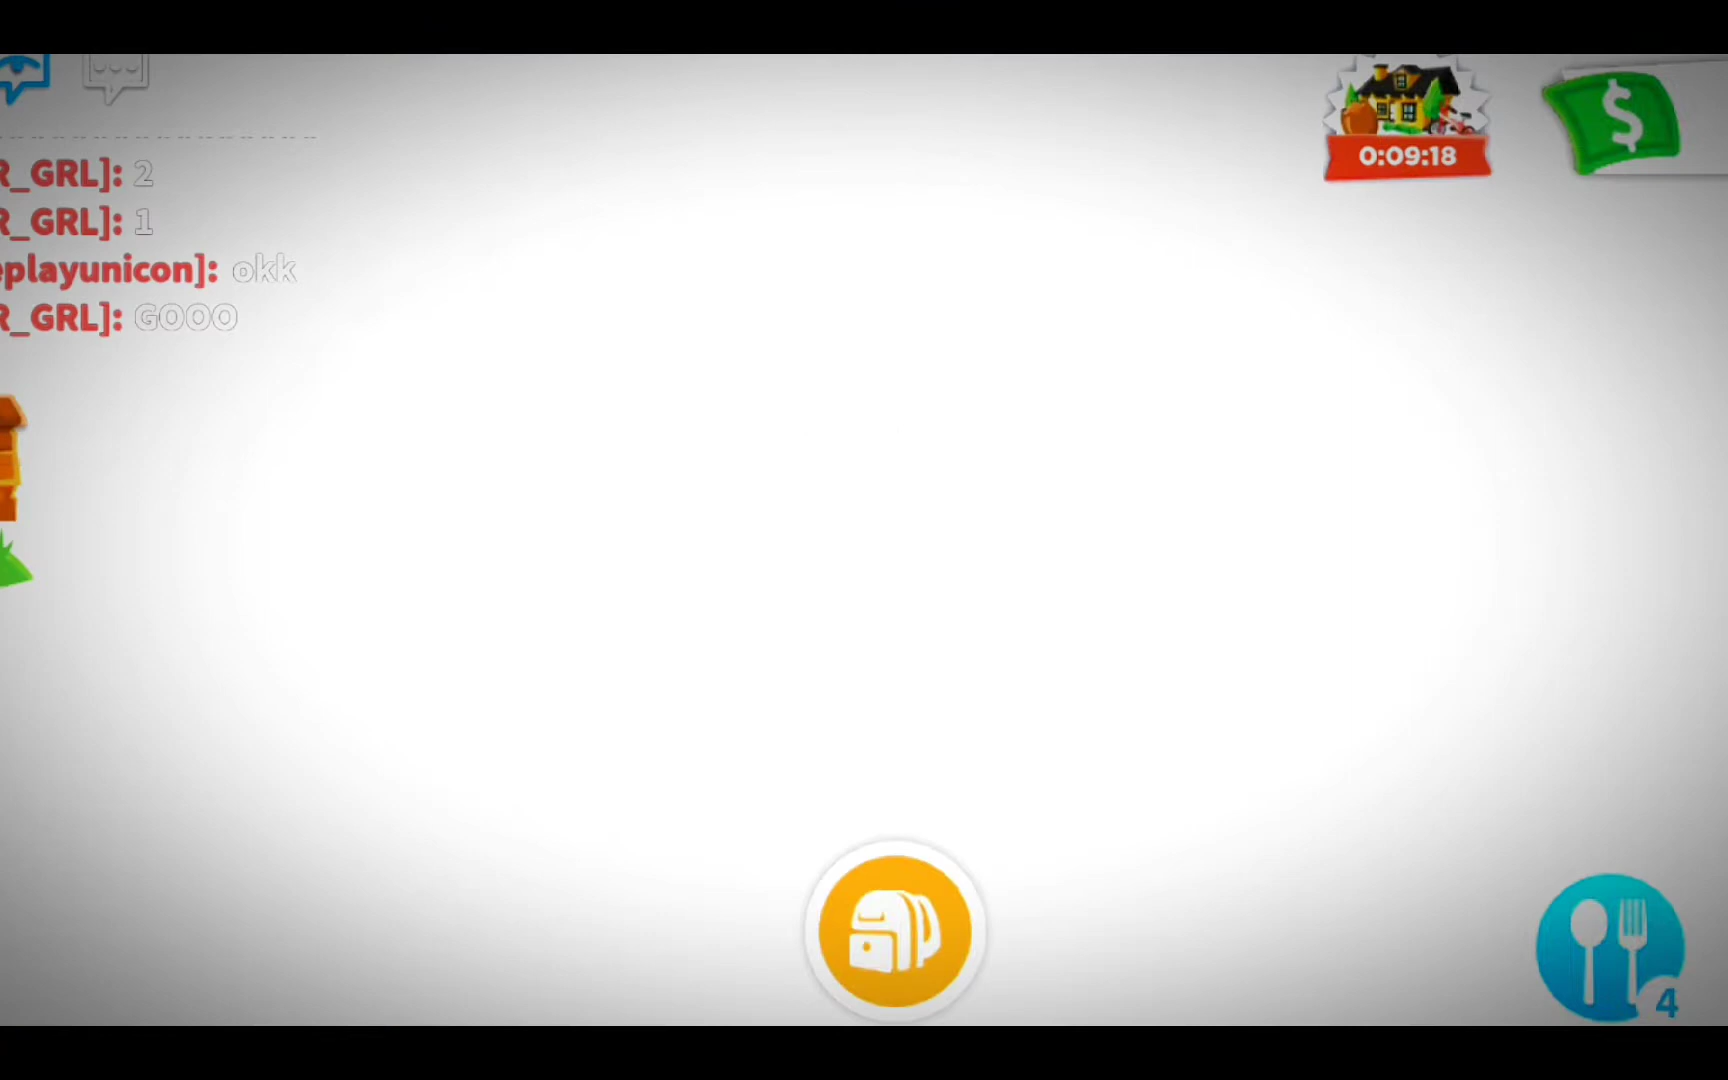 R_GRL]: 2
R_GRL]: 1
eplayunicon]: okk
R_GRL]: GOOO
0:09:18
$
4